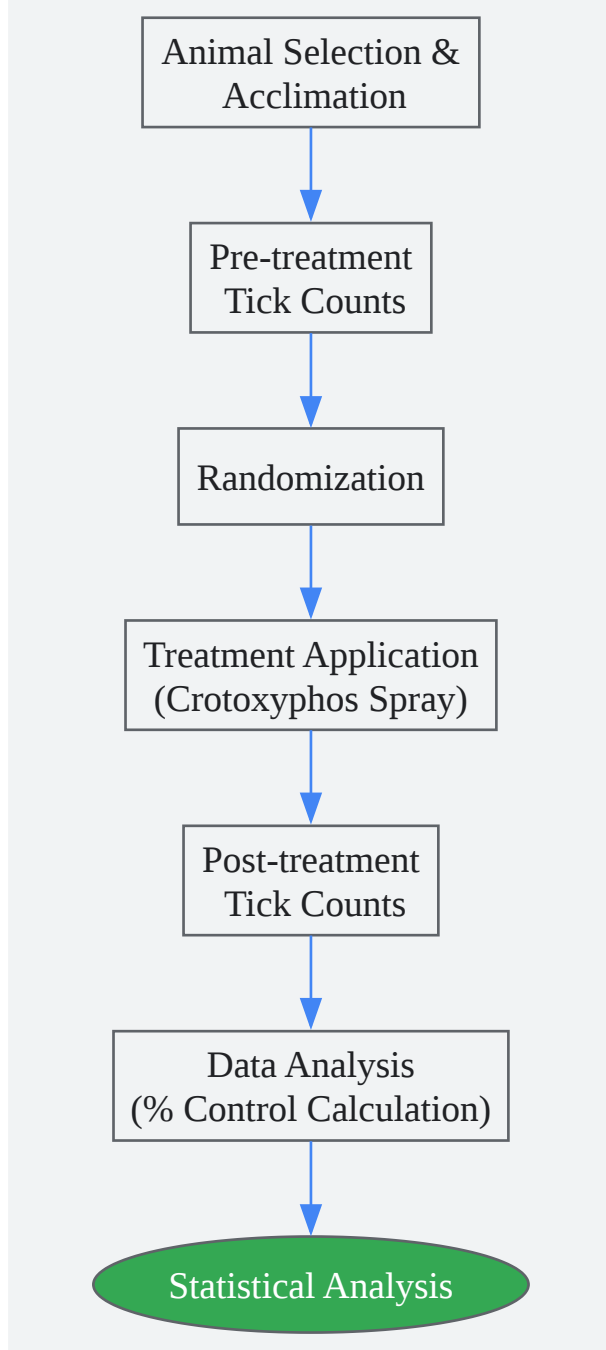 Animal Selection &
Acclimation
Pre-treatment
Tick Counts
Randomization
Treatment Application
(Crotoxyphos Spray)
Post-treatment
Tick Counts
Data Analysis
(% Control Calculation)
Statistical Analysis